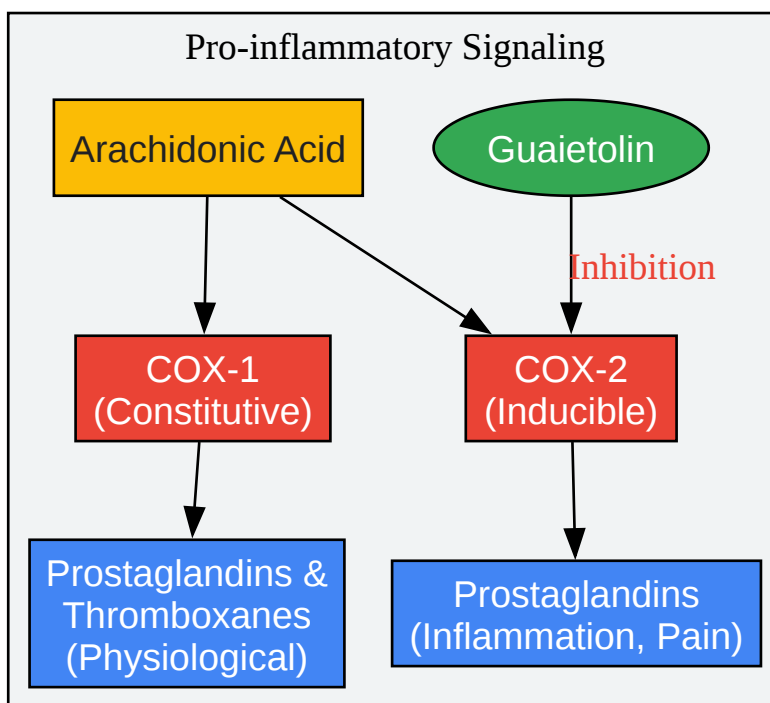 Pro-inflammatory Signaling
Arachidonic Acid
Guaietolin
Inhibition
COX-1
(Constitutive)
COX-2
(Inducible)
Prostaglandins &
Thromboxanes
(Physiological)
Prostaglandins
(Inflammation, Pain)